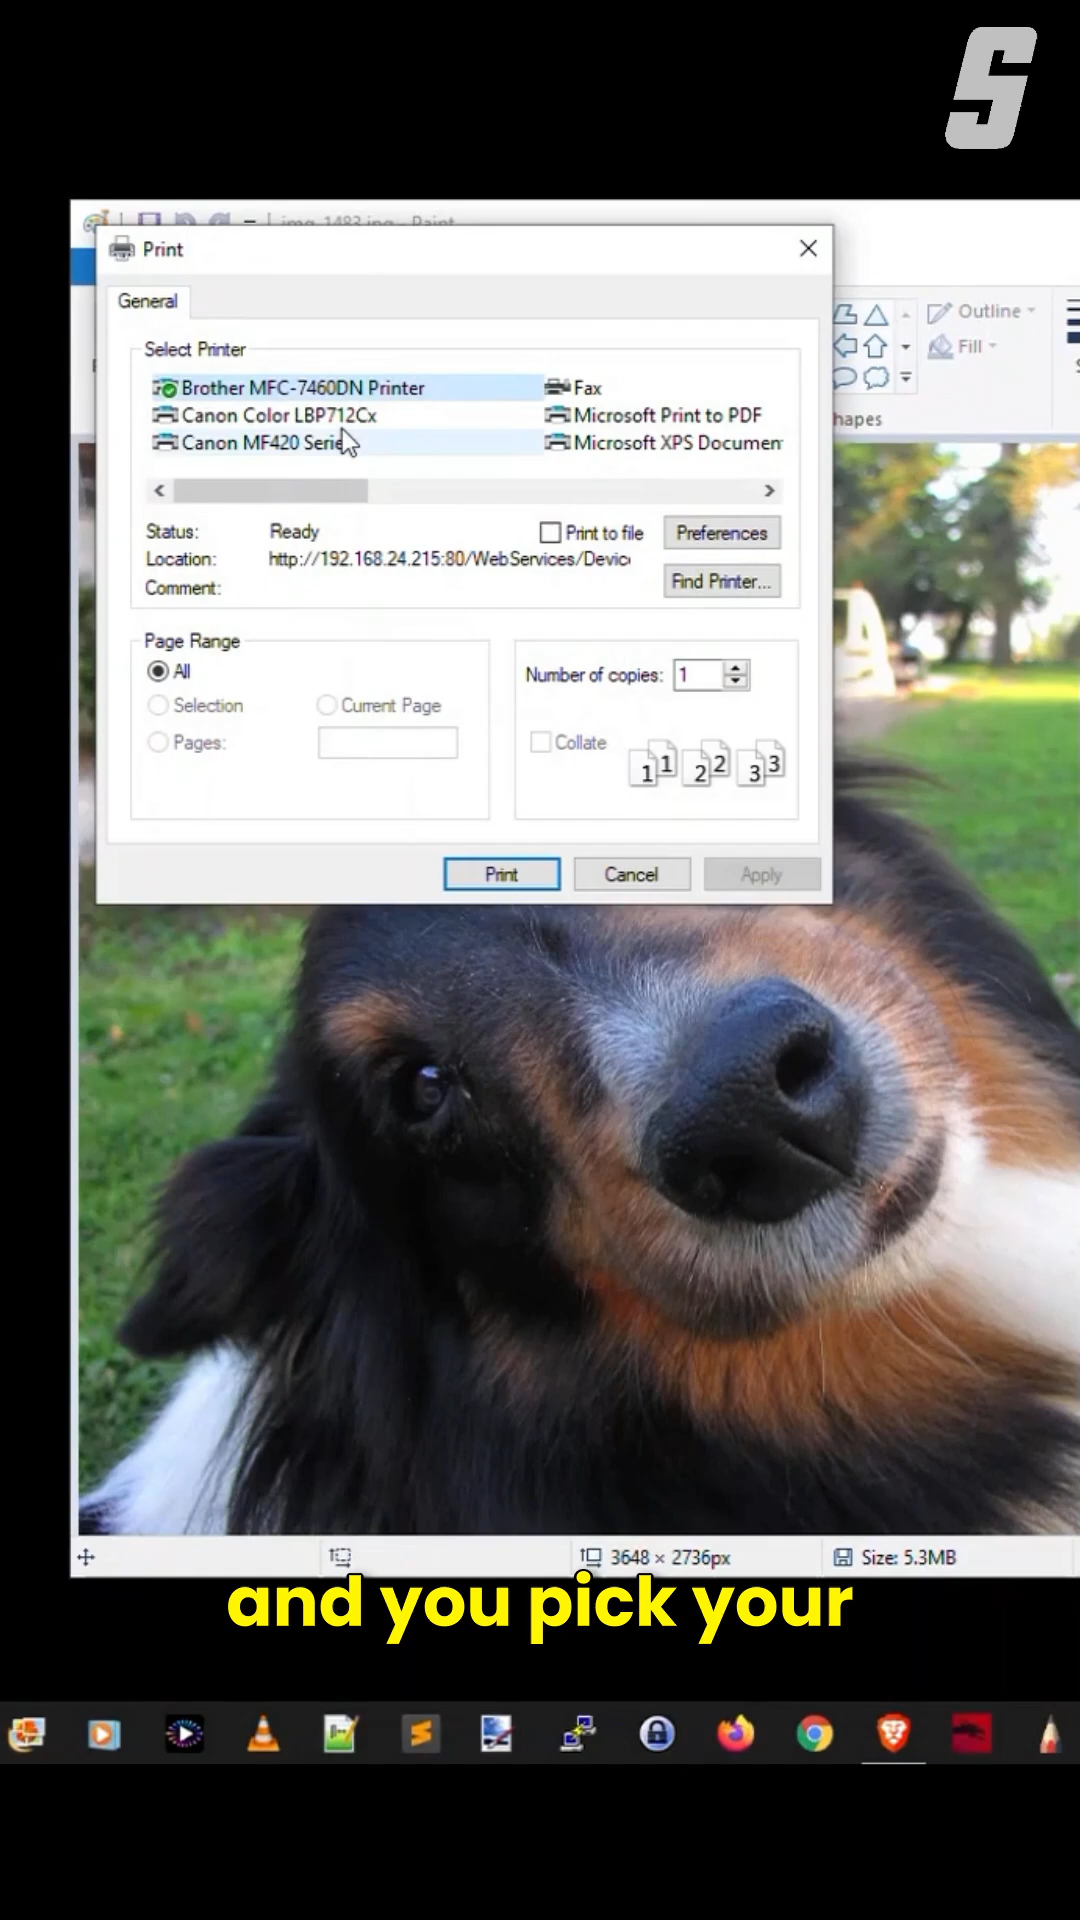 S
img_1483.jpg - Paint
Print
General
Outline
Fill
hapes
Select Printer
Brother MFC-7460DN Printer
Fax
Canon Color LBP712Cx
Microsoft Print to PDF
Canon MF420 Serie
Microsoft XPS Documen
Status: Ready
Print to file
Preferences
Location: http://192.168.24.215:80/WebServices/Devic
Comment:
Find Printer...
Page Range
All
Number of copies: 1
Selection
Current Page
Pages:
Collate
1 1 2 2 3 3
Print
Cancel
Apply
3648 × 2736px
Size: 5.3MB
and you pick your